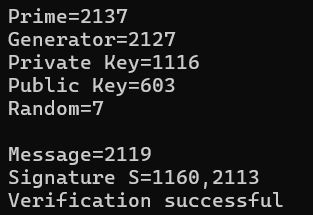 Prime=2137
Generator=2127
Private Key=1116
Public Key=603
Random=7
Message=2119
Signature S=1160,2113
Verification successful